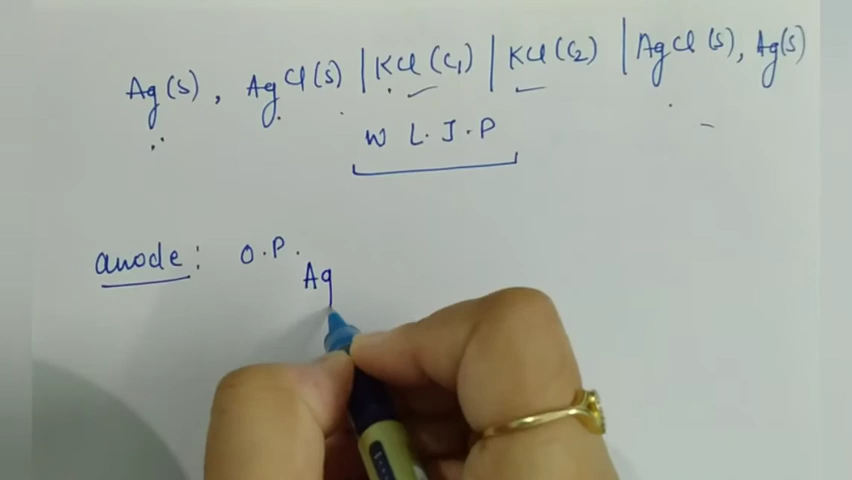 Ag(s), AgCl(s) | KCl(C₁) | KCl(C₂) | AgCl(s), Ag(s)
W L.J.P
anode: O.P.
Ag